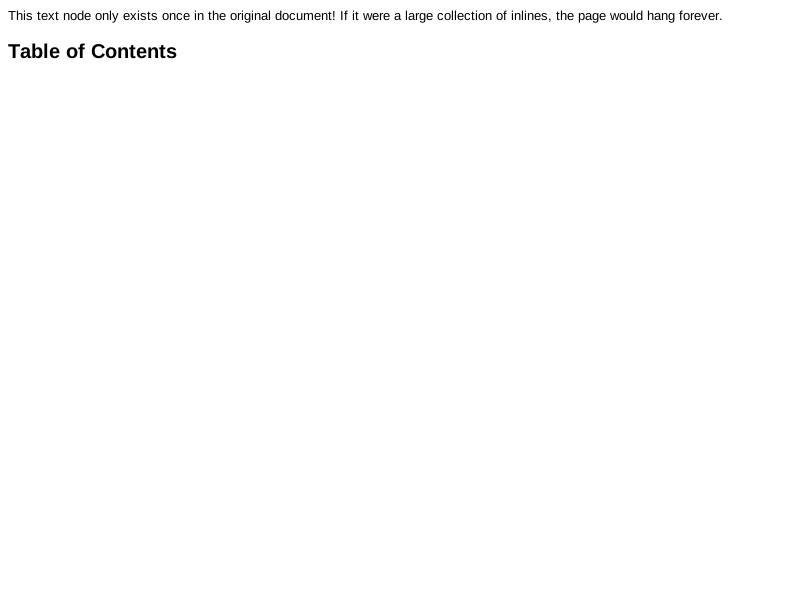 This text node only exists once in the original document! If it were a large collection of inlines, the page would hang forever.
Table of Contents